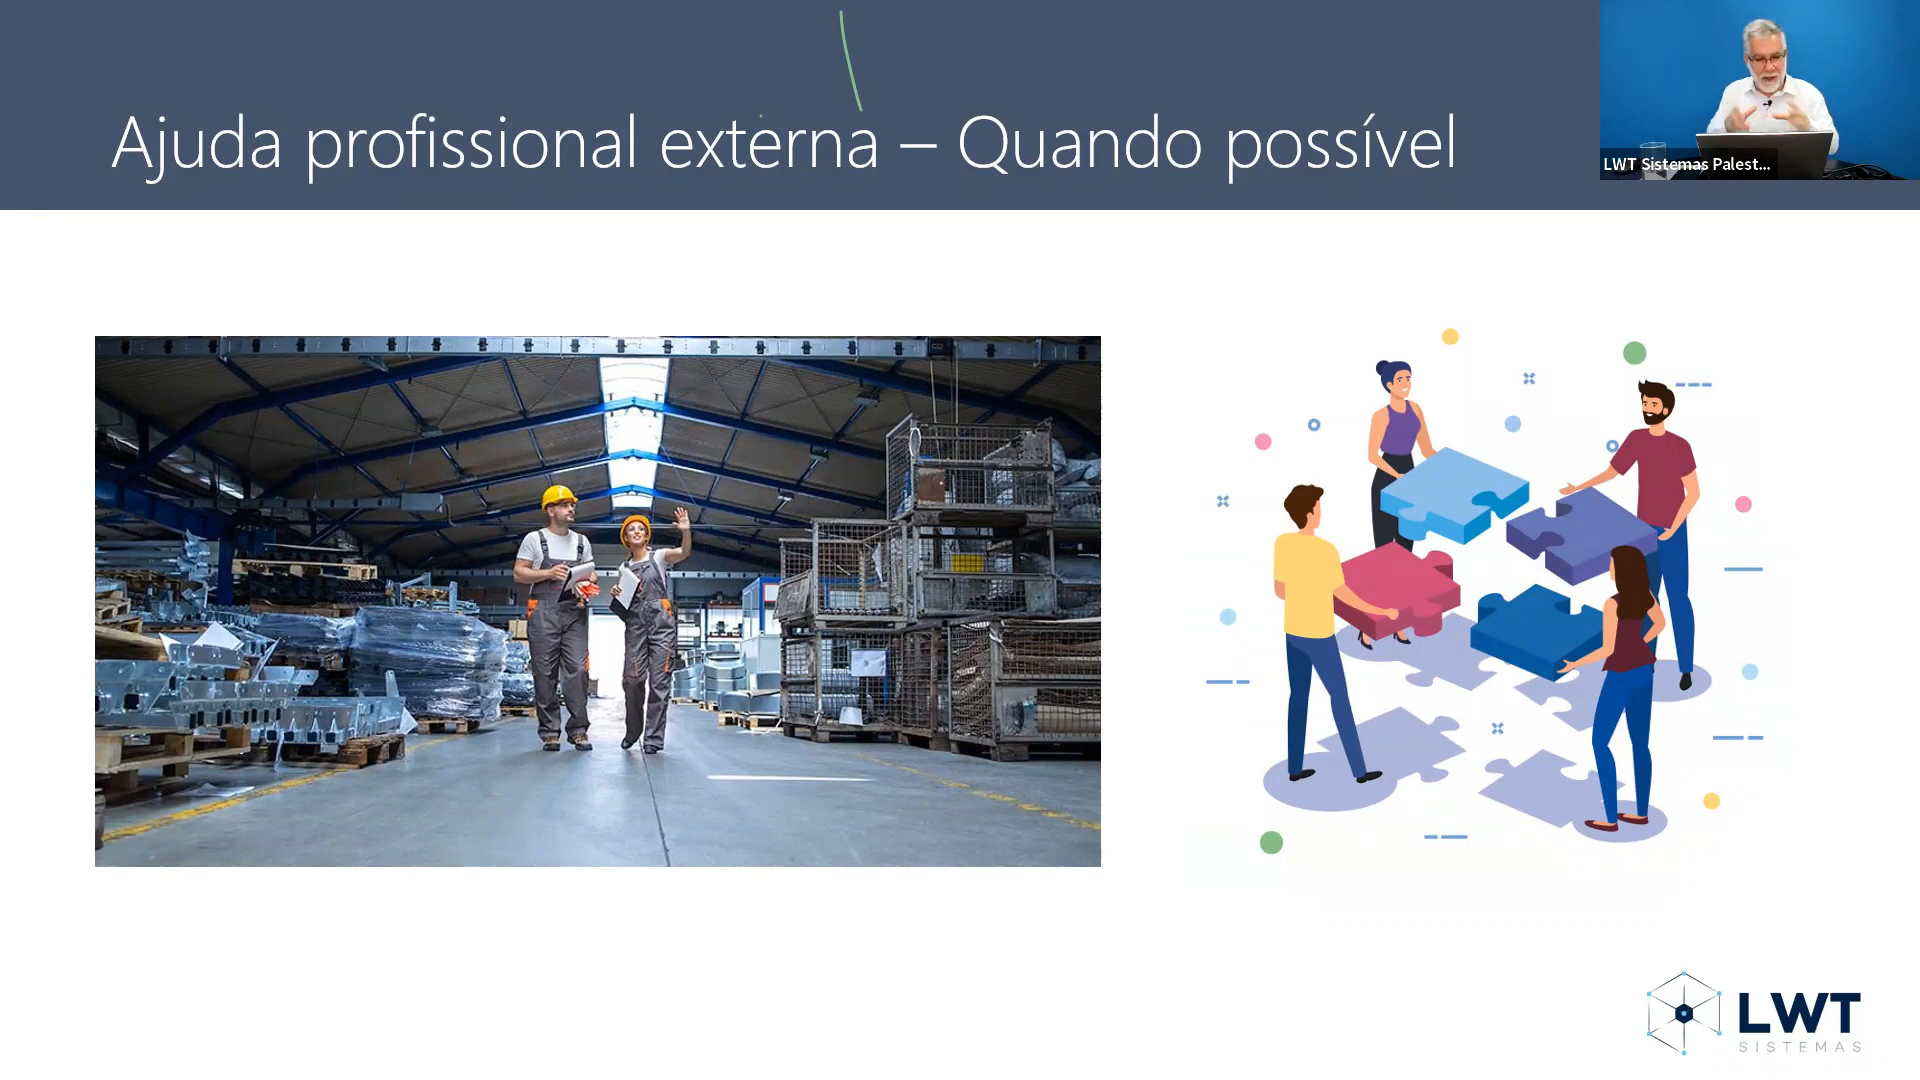 Ajuda profissional externa – Quando possível
LWT Sistemas Palest...
LWT
SISTEMAS